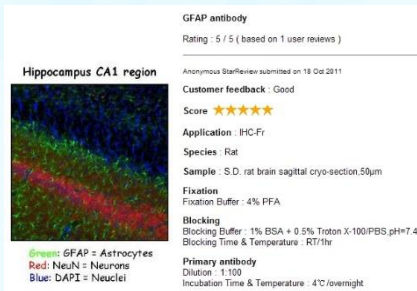 GFAP antibody
Rating : 5 / 5 ( based on 1 user reviews )
Hippocampus CA1 region
Anonymous StarReview submitted on 18 Oct 2011
Customer feedback : Good
Score
Application : IHC-Fr
Species : Rat
Sample : S.D. rat brain sagittal cryo-section,50μm
Fixation
Fixation Buffer : 4% PFA
Blocking
Blocking Buffer : 1% BSA + 0.5% Troton X-100/PBS,pH=7.4
Blocking Time & Temperature : RT/1hr
Primary antibody
Dilution : 1:100
Incubation Time & Temperature : 4℃/overnight
Green: GFAP = Astrocytes
Red: NeuN = Neurons
Blue: DAPI = Neuclei